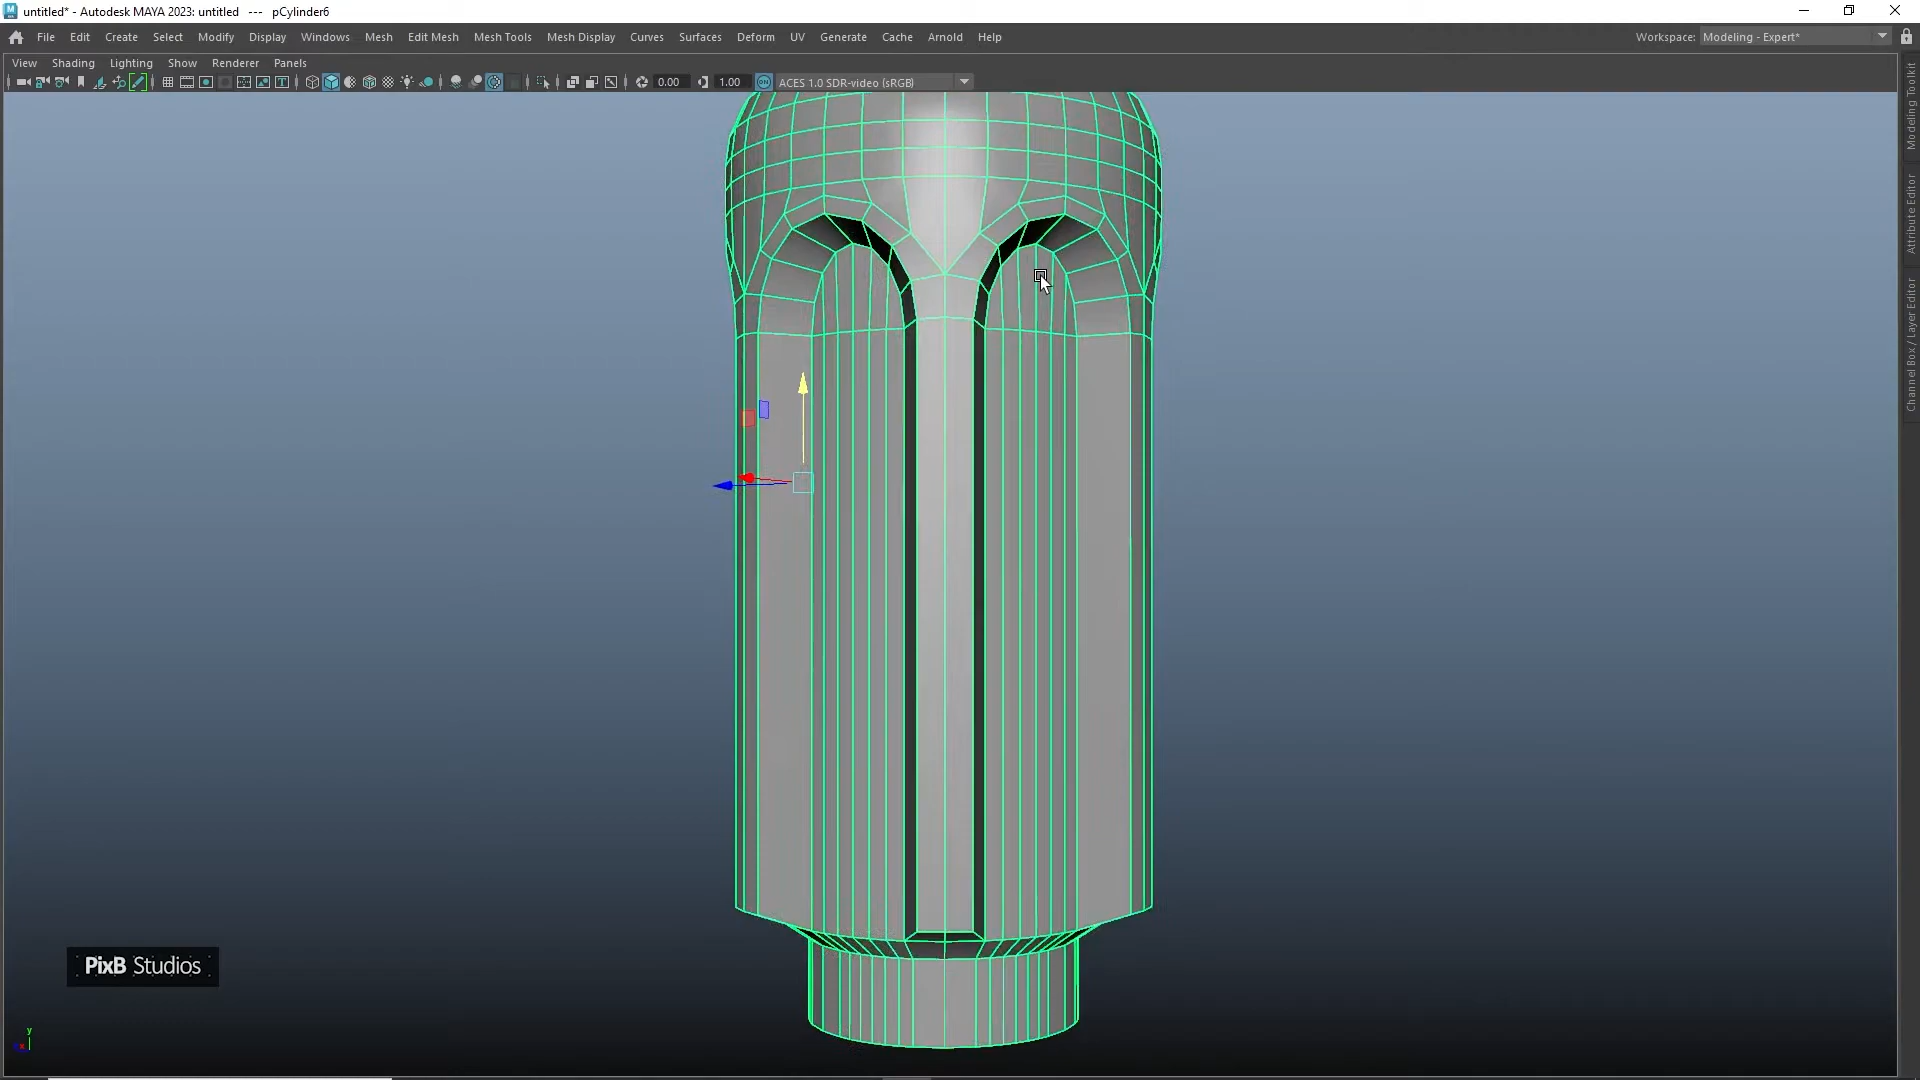 untitled* - Autodesk MAYA 2023: untitled --- pCylinder6
File Edit Create Select Modify Display Windows Mesh Edit Mesh Mesh Tools Mesh Display Curves Surfaces Deform UV Generate Cache Arnold Help Workspace: Modeling - Expert*
View Shading Lighting Show Renderer Panels
0.00 1.00 ON ACES 1.0 SDR-video (sRGB)
Modeling Toolkit
Attribute Editor
Channel Box / Layer Editor
PixB Studios
y
x